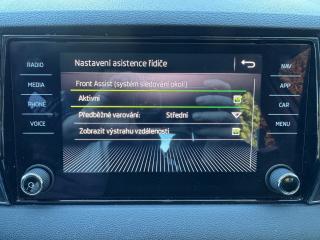 Nastavení asistence řidiče
RADIO
MEDIA
PHONE
VOICE
Front Assist (systém sledování okolí)
Aktivní
Předběžné varování: Střední
Zobrazit výstrahu vzdálenosti
NAV
APP
CAR
MENU